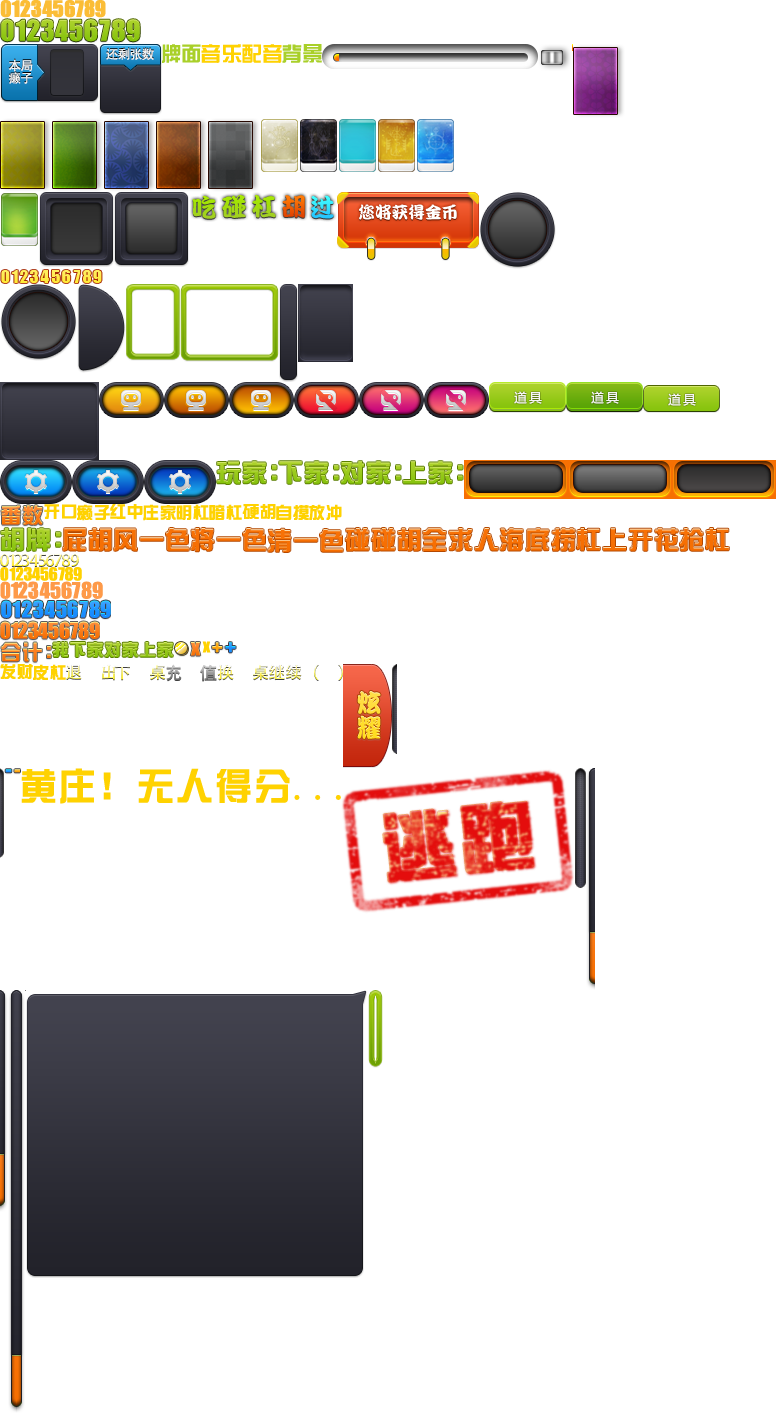 0123456789
0123456789
本局
癞子
还剩张数
牌面音乐配音背景
吃碰杠胡过
您将获得金币
0123456789
道具 道具 道具
玩家:下家:对家:上家:
番数开口癞子红中庄家明杠暗杠硬胡自摸放冲
胡牌:屁胡风一色将一色清一色碰碰胡全求人海底捞杠上开花抢杠
0123456789
0123456789
0123456789
0123456789
0123456789
合计:我下家对家上家
x++
发财皮杠退 出下 桌充 值换 桌继续 ( )
炫耀
--
黄庄！无人得分...
逃跑